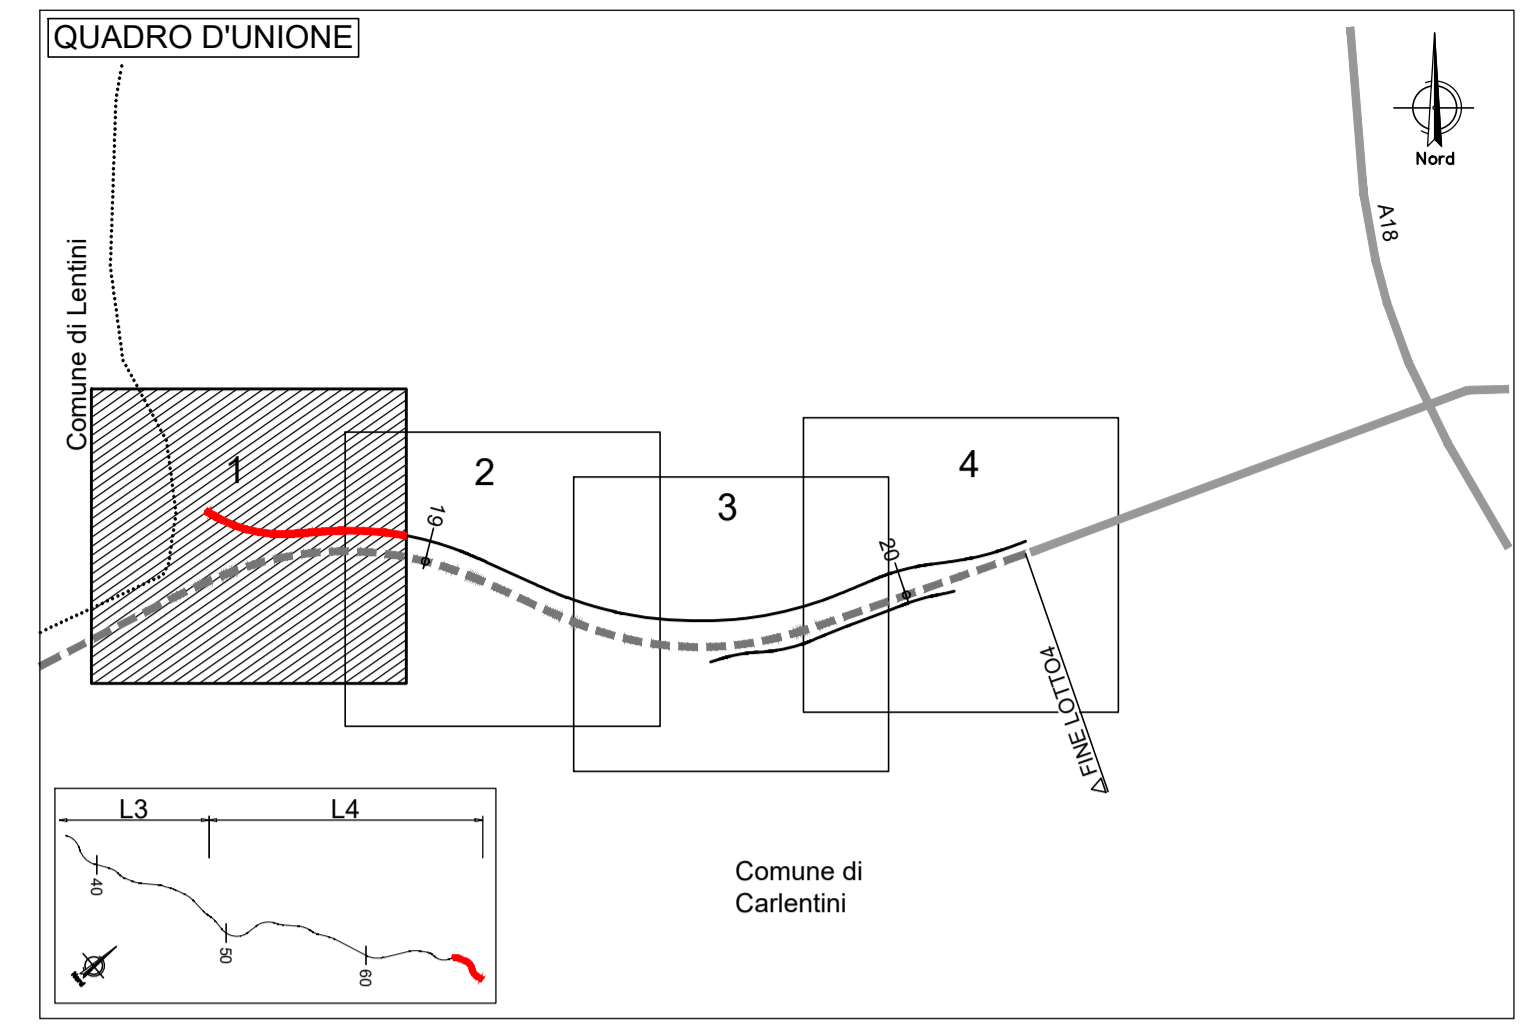 QUADRO D'UNIONE
Nord
A18
Comune di Lentini
1
2
3
4
19
20
FINE LOTTO4
L3
L4
40
50
60
Nord
Comune di
Carlentini